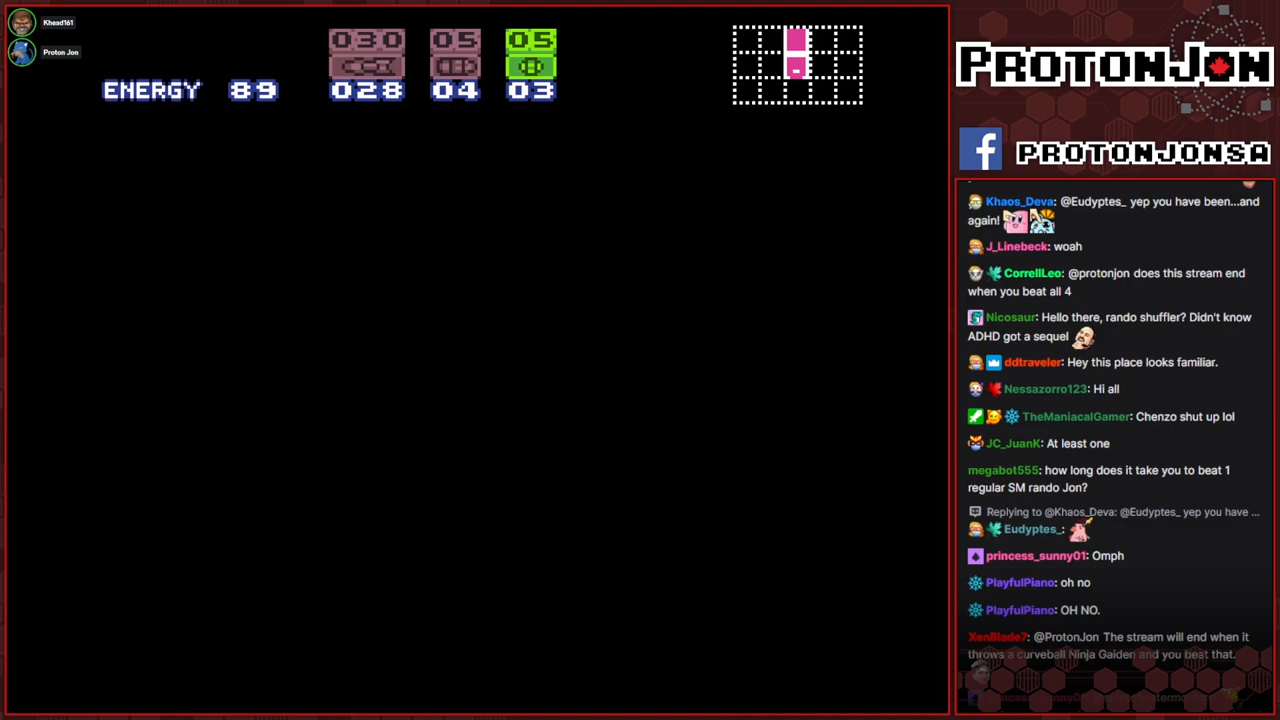 Khead161
Proton Jon
030 05 05
ENERGY 89 028 04 03
PROTONJON
PROTONJONSA
Khaos_Deva: @Eudyptes_ yep you have been...and
again!
J_Linebeck: woah
CorrellLeo: @protonjon does this stream end
when you beat all 4
Nicosaur: Hello there, rando shuffler? Didn't know
ADHD got a sequel
ddtraveler: Hey this place looks familiar.
Nessazorro123: Hi all
TheManiacalGamer: Chenzo shut up lol
JC_JuanK: At least one
megabot555: how long does it take you to beat 1
regular SM rando Jon?
Replying to @Khaos_Deva: @Eudyptes_ yep you have ...
Eudyptes_:
princess_sunny01: Omph
PlayfulPiano: oh no
PlayfulPiano: OH NO.
XenBlade7: @ProtonJon The stream will end when it
throws a curveball Ninja Gaiden and you beat that.